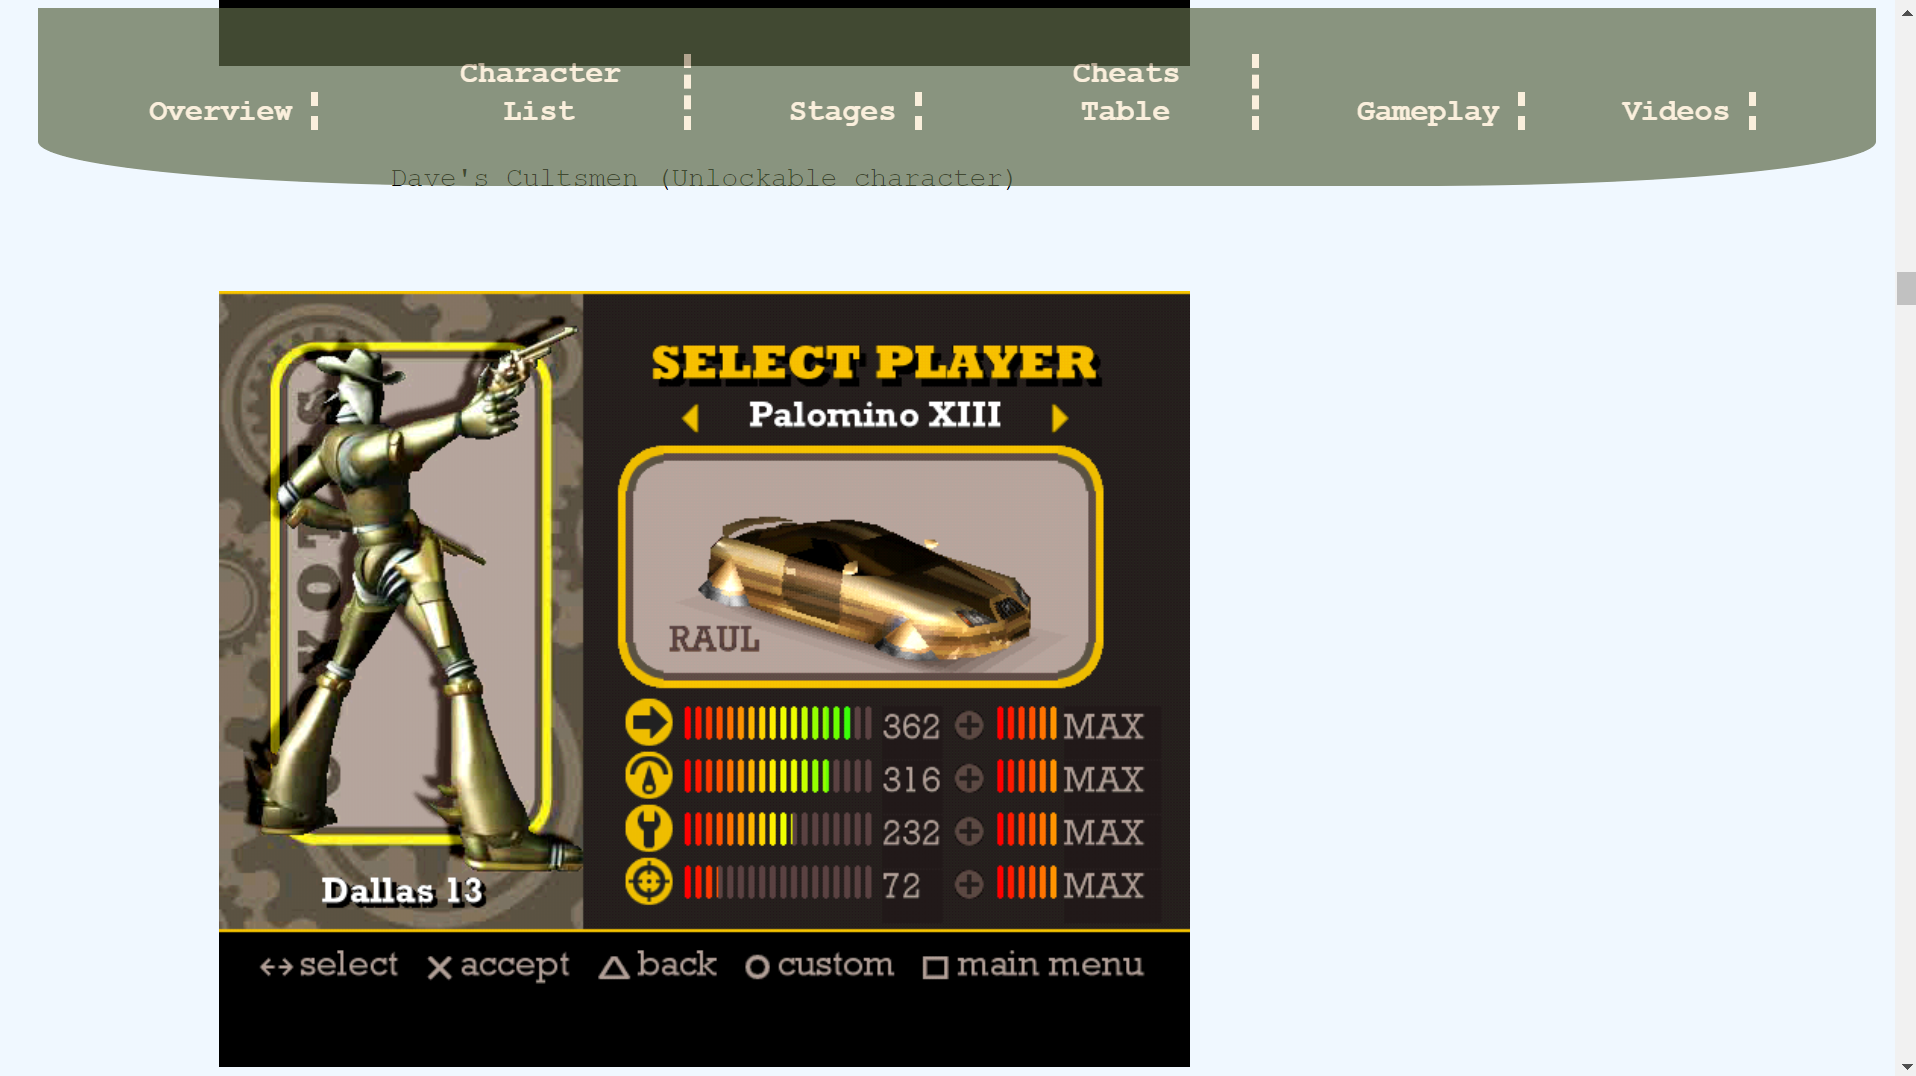 Overview
Character
List
Stages
Cheats
Table
Gameplay
Videos
Dave's Cultsmen (Unlockable character)
SELECT PLAYER
Palomino XIII
RAUL
362 MAX
316 MAX
232 MAX
72 MAX
Dallas 13
select accept back custom main menu